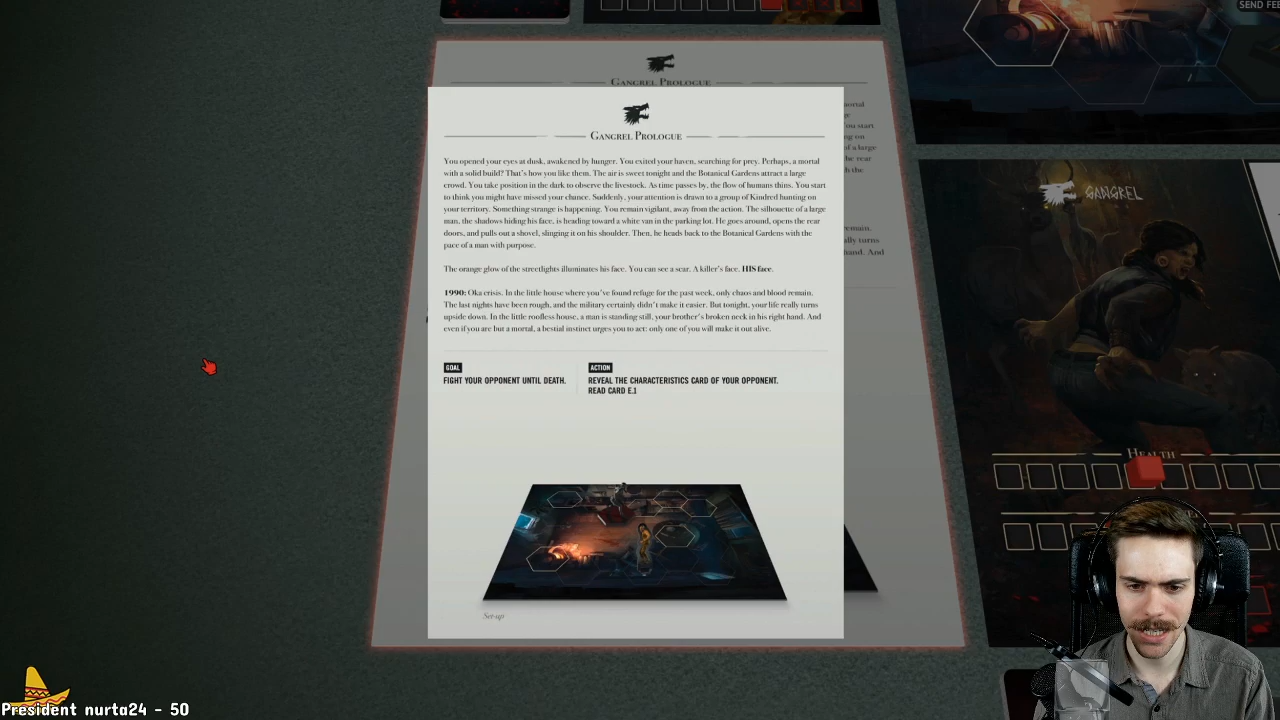 SEND FEE
GANGREL PROLOGUE
GANGREL PROLOGUE
You opened your eyes at dusk, awakened by hunger. You exited your haven, searching for prey. Perhaps, a mortal
with a solid build? That's how you like them. The air is sweet tonight and the Botanical Gardens attract a large
crowd. You take position in the dark to observe the livestock. As time passes by, the flow of humans thins. You start
to think you might have missed your chance. Suddenly, your attention is drawn to a group of Kindred hunting on
your territory. Something strange is happening. You remain vigilant, away from the action. The silhouette of a large
man, the shadows hiding his face, is heading toward a white van in the parking lot. He goes around, opens the rear
doors, and pulls out a shovel, slinging it on his shoulder. Then, he heads back to the Botanical Gardens with the
pace of a man with purpose.
The orange glow of the streetlights illuminates his face. You can see a scar. A killer's face. HIS face.
1990: Oka crisis. In the little house where you've found refuge for the past week, only chaos and blood remain.
The last nights have been rough, and the military certainly didn't make it easier. But tonight, your life really turns
upside down. In the little roofless house, a man is standing still, your brother's broken neck in his right hand. And
even if you are but a mortal, a bestial instinct urges you to act: only one of you will make it out alive.
GOAL
FIGHT YOUR OPPONENT UNTIL DEATH.
ACTION
REVEAL THE CHARACTERISTICS CARD OF YOUR OPPONENT.
READ CARD E.1
Set-up
GANGREL
HEALTH
President nurta24 - 50